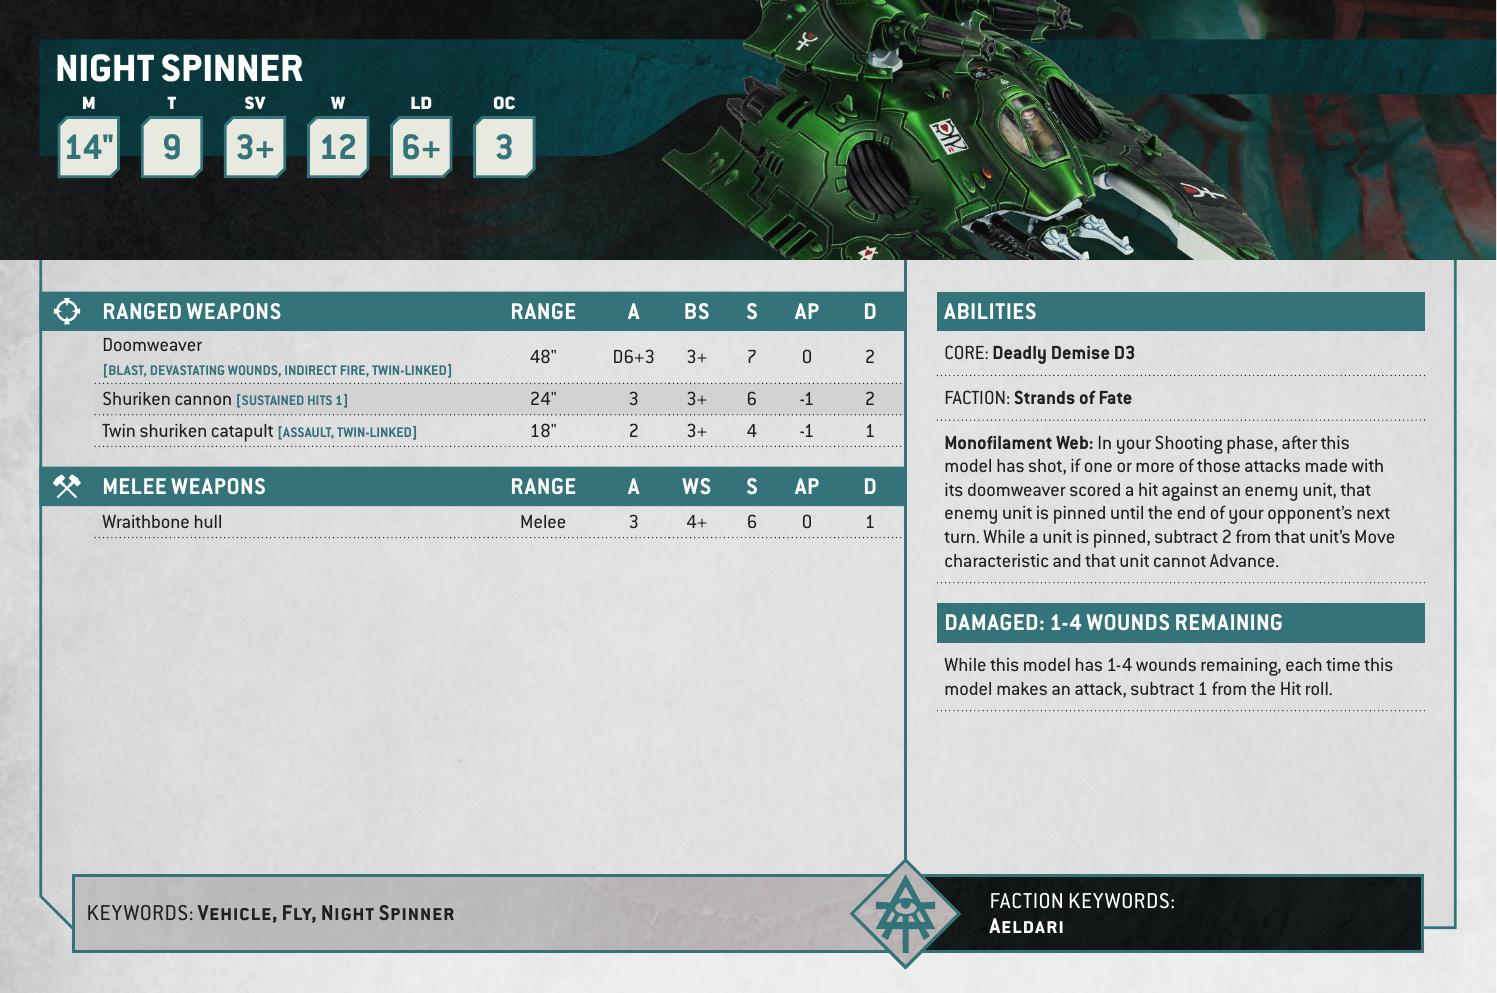 NIGHT SPINNER
M T SV W LD OC
14" 9 3+ 12 6+ 3
RANGED WEAPONS RANGE A BS S AP D
Doomweaver
[BLAST, DEVASTATING WOUNDS, INDIRECT FIRE, TWIN-LINKED] 48" D6+3 3+ 7 0 2
Shuriken cannon [SUSTAINED HITS 1] 24" 3 3+ 6 -1 2
Twin shuriken catapult [ASSAULT, TWIN-LINKED] 18" 2 3+ 4 -1 1
MELEE WEAPONS RANGE A WS S AP D
Wraithbone hull Melee 3 4+ 6 0 1
ABILITIES
CORE: Deadly Demise D3
FACTION: Strands of Fate
Monofilament Web: In your Shooting phase, after this
model has shot, if one or more of those attacks made with
its doomweaver scored a hit against an enemy unit, that
enemy unit is pinned until the end of your opponent's next
turn. While a unit is pinned, subtract 2 from that unit's Move
characteristic and that unit cannot Advance.
DAMAGED: 1-4 WOUNDS REMAINING
While this model has 1-4 wounds remaining, each time this
model makes an attack, subtract 1 from the Hit roll.
KEYWORDS: VEHICLE, FLY, NIGHT SPINNER
FACTION KEYWORDS:
AELDARI